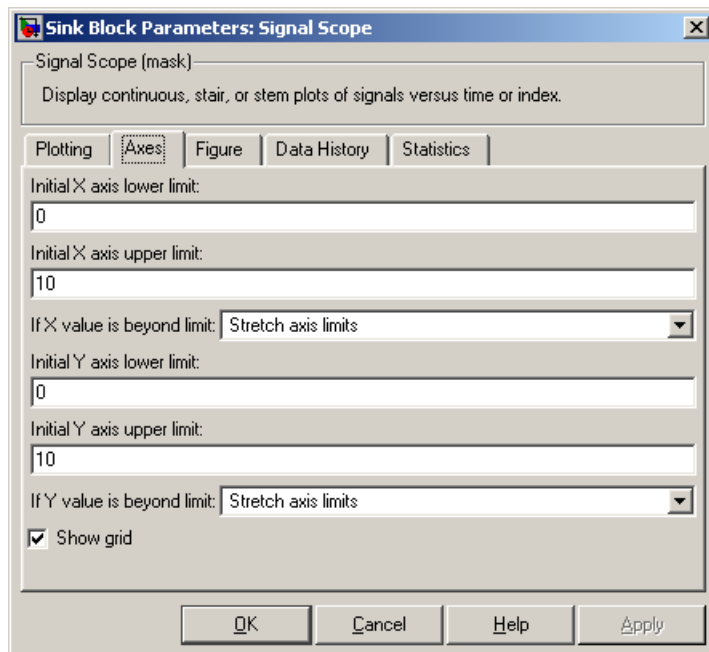 Sink Block Parameters: Signal Scope
Signal Scope (mask)
Display continuous, stair, or stem plots of signals versus time or index.
Plotting Axes Figure Data History Statistics
Initial X axis lower limit:
0
Initial X axis upper limit:
10
If X value is beyond limit: Stretch axis limits
Initial Y axis lower limit:
0
Initial Y axis upper limit:
10
If Y value is beyond limit: Stretch axis limits
Show grid
OK Cancel Help Apply